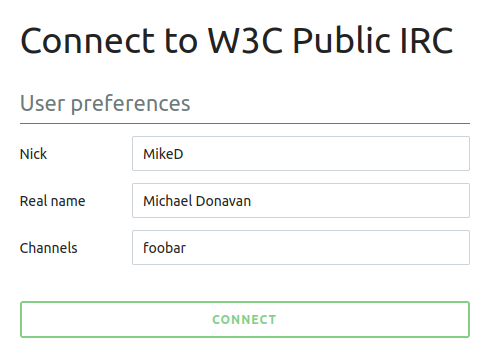 Connect to W3C Public IRC
User preferences
Nick MikeD
Real name Michael Donavan
Channels foobar
CONNECT